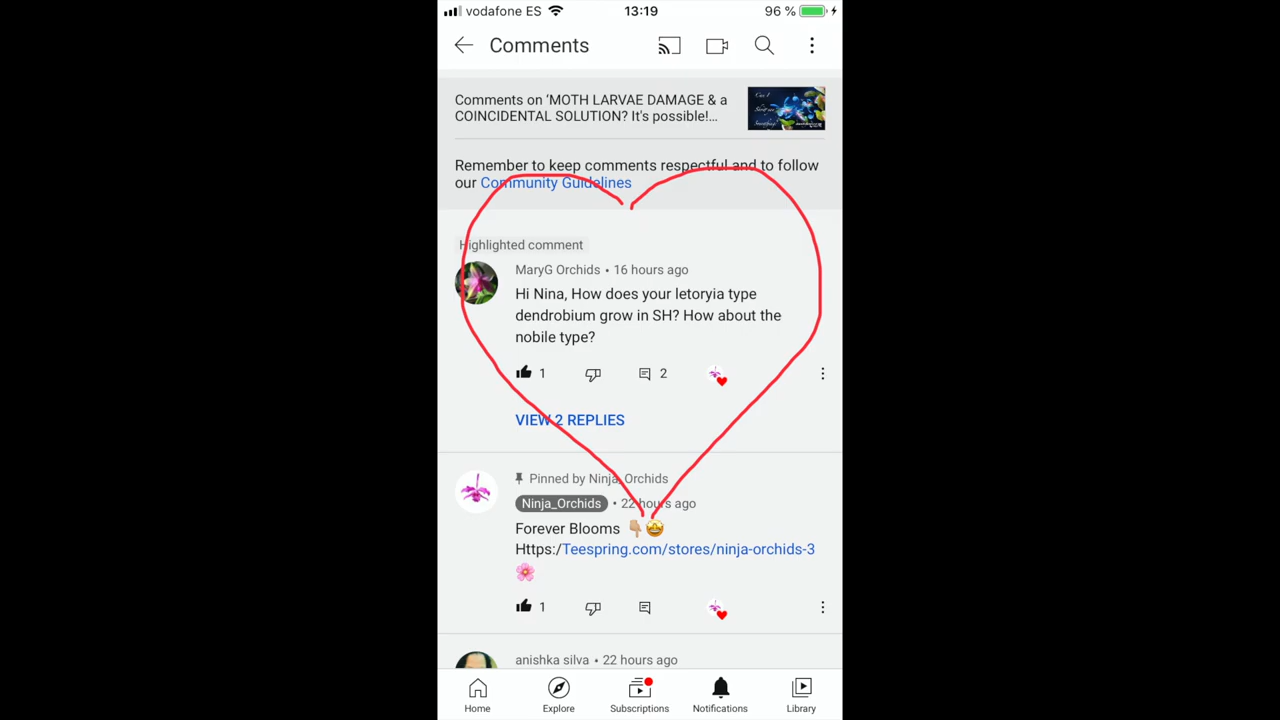 vodafone ES 13:19 96 %
Comments
Comments on ‘MOTH LARVAE DAMAGE & a
COINCIDENTAL SOLUTION? It's possible!...
Remember to keep comments respectful and to follow
our Community Guidelines
Highlighted comment
MaryG Orchids • 16 hours ago
Hi Nina, How does your letoryia type
dendrobium grow in SH? How about the
nobile type?
1 2
VIEW 2 REPLIES
Pinned by Ninja_Orchids
Ninja_Orchids • 22 hours ago
Forever Blooms 👇🏼🤩
Https:/Teespring.com/stores/ninja-orchids-3
🌸
1
anishka silva • 22 hours ago
Home Explore Subscriptions Notifications Library